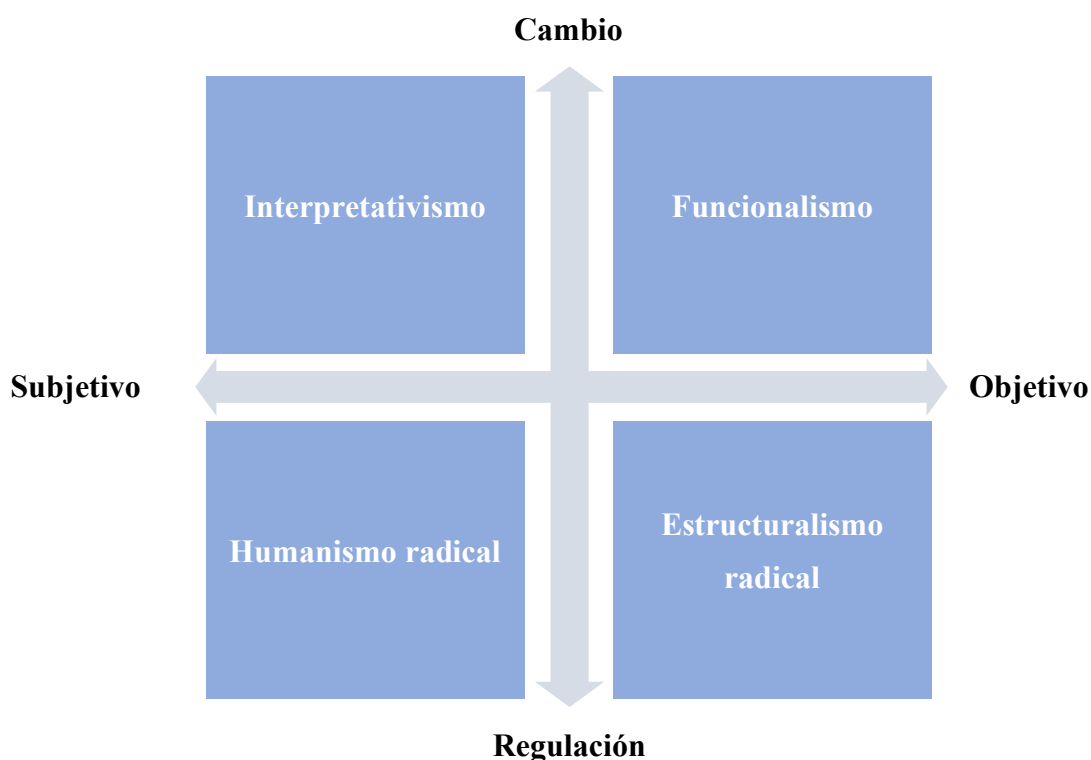 Cambio
Interpretativismo
Funcionalismo
Subjetivo
Objetivo
Humanismo radical
Estructuralismo
radical
Regulación